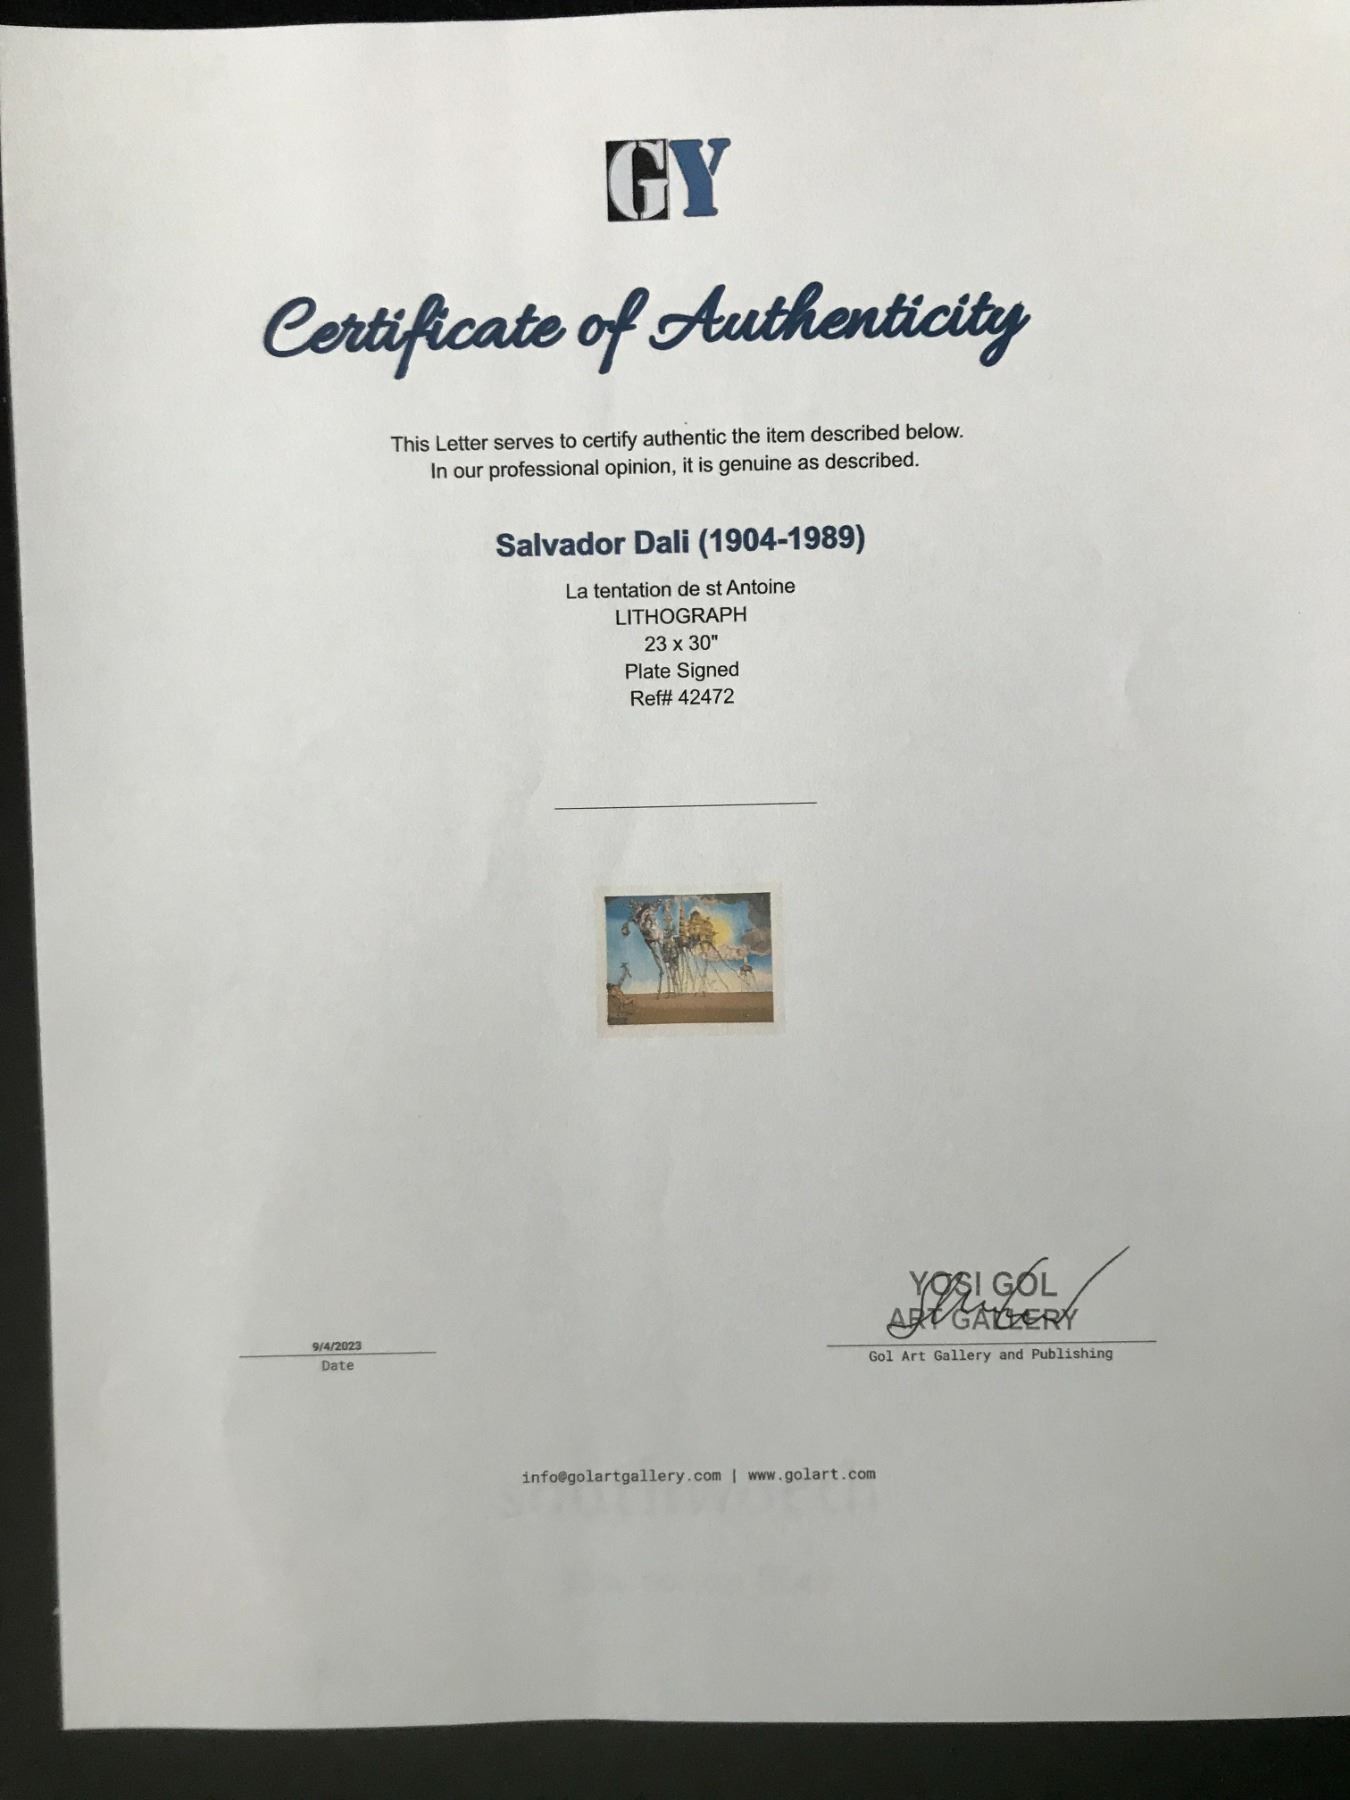 GY
Certificate of Authenticity
This Letter serves to certify authentic the item described below.
In our professional opinion, it is genuine as described.
Salvador Dali (1904-1989)
La tentation de st Antoine
LITHOGRAPH
23 x 30"
Plate Signed
Ref# 42472
YOSI GOL
ART GALLERY
9/4/2023
Date
Gol Art Gallery and Publishing
info@golartgallery.com | www.golart.com